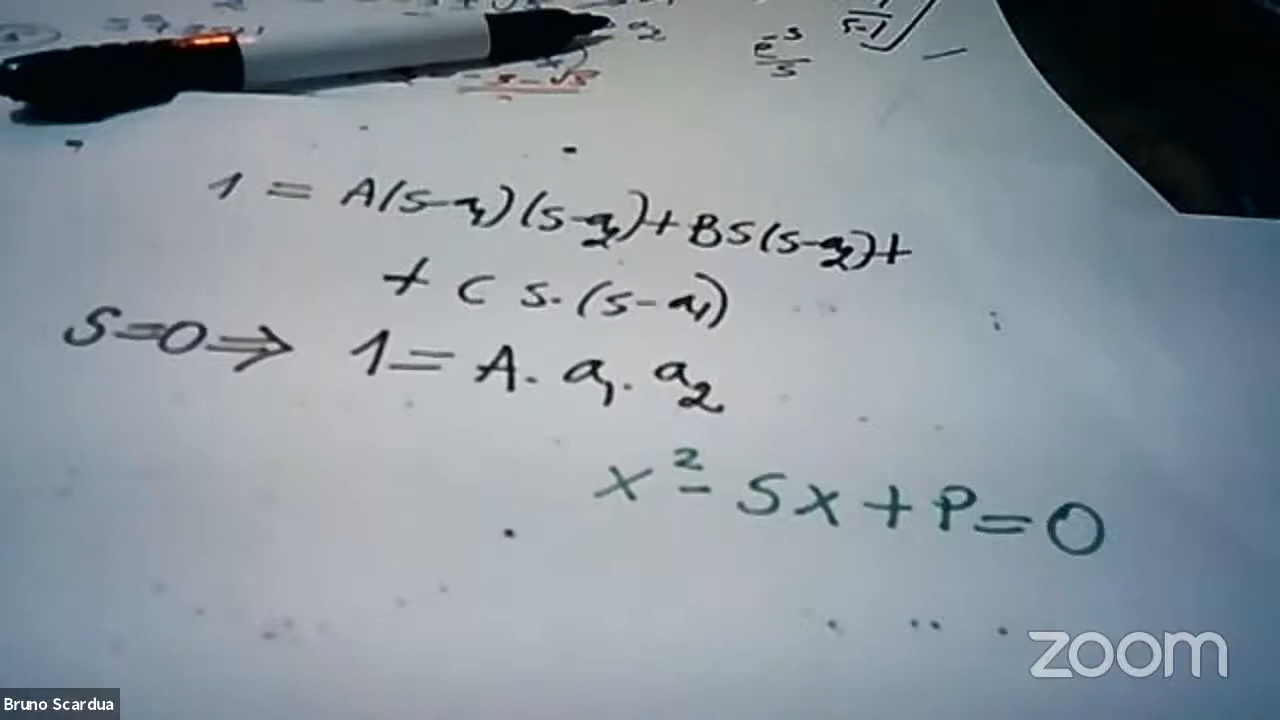 e^{-s}/s
1 = A(s-a₁)(s-a₂)+BS(s-a₂)+
+ C s.(s-a₁)
S=0⇒ 1=A. a₁. a₂
x²-Sx+P=0
zoom
Bruno Scardua